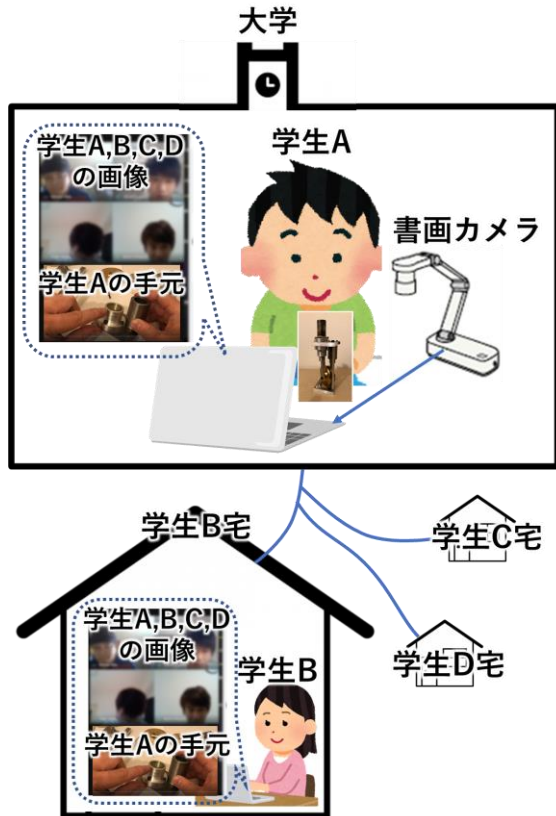 大学
学生A,B,C,D
の画像
学生A
書画カメラ
学生Aの手元
学生B宅
学生C宅
学生A,B,C,D
の画像
学生B
学生D宅
学生Aの手元